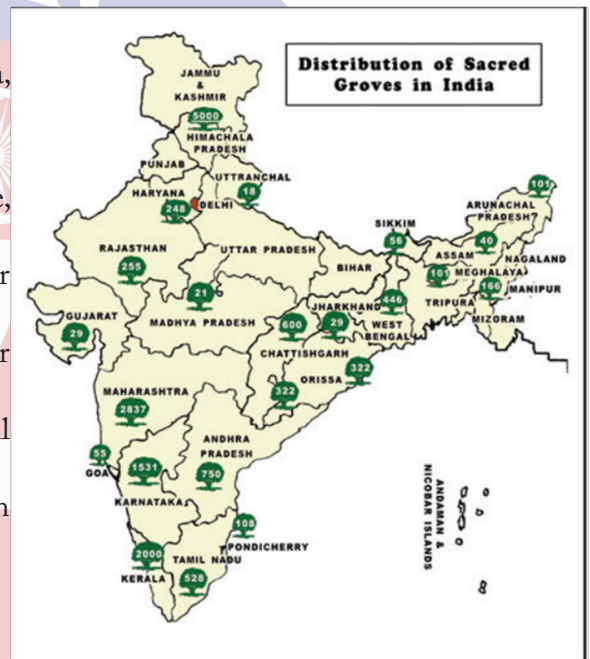 Distribution of Sacred
Groves in India
JAMMU
&
KASHMIR
5000
HIMACHALA
PRADESH
PUNJAB
UTTRANCHAL
18
HARYANA
248
DELHI
101
ARUNACHAL
PRADESH?
SIKKIM
56
40
ASSAM
NAGALAND
RAJASTHAN
255
UTTAR PRADESH
BIHAR
101
MEGHALAYA
166
MANIPUR
21
MADHYA PRADESH
JHARKHAND
29
446
WEST
BENGAL
TRIPURA
MIZORAM
GUJARAT
29
600
CHATTISHGARH
322
ORISSA
322
MAHARASHTRA
2837
ANDHRA
PRADESH
750
55
GOA
1531
KARNATAKA
ANDAMAN &
NICOBAR ISLANDS
108
PONDICHERRY
2000
KERALA
TAMIL NADU
528